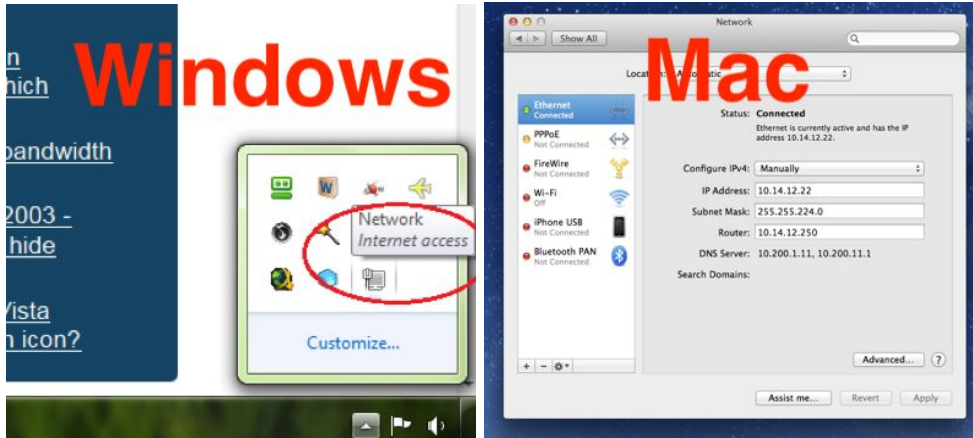 n
hich
bandwidth
2003 -
hide
Vista
n icon?
Windows
W
Network
Internet access
Customize...
Mac
Network
Show All
Location: Automatic
Ethernet
Connected
PPPoE
Not Connected
FireWire
Not Connected
Wi-Fi
Off
iPhone USB
Not Connected
Bluetooth PAN
Not Connected
Status: Connected
Ethernet is currently active and has the IP
address 10.14.12.22.
Configure IPv4: Manually
IP Address: 10.14.12.22
Subnet Mask: 255.255.224.0
Router: 10.14.12.250
DNS Server: 10.200.1.11, 10.200.11.1
Search Domains:
Advanced... ?
Assist me... Revert Apply